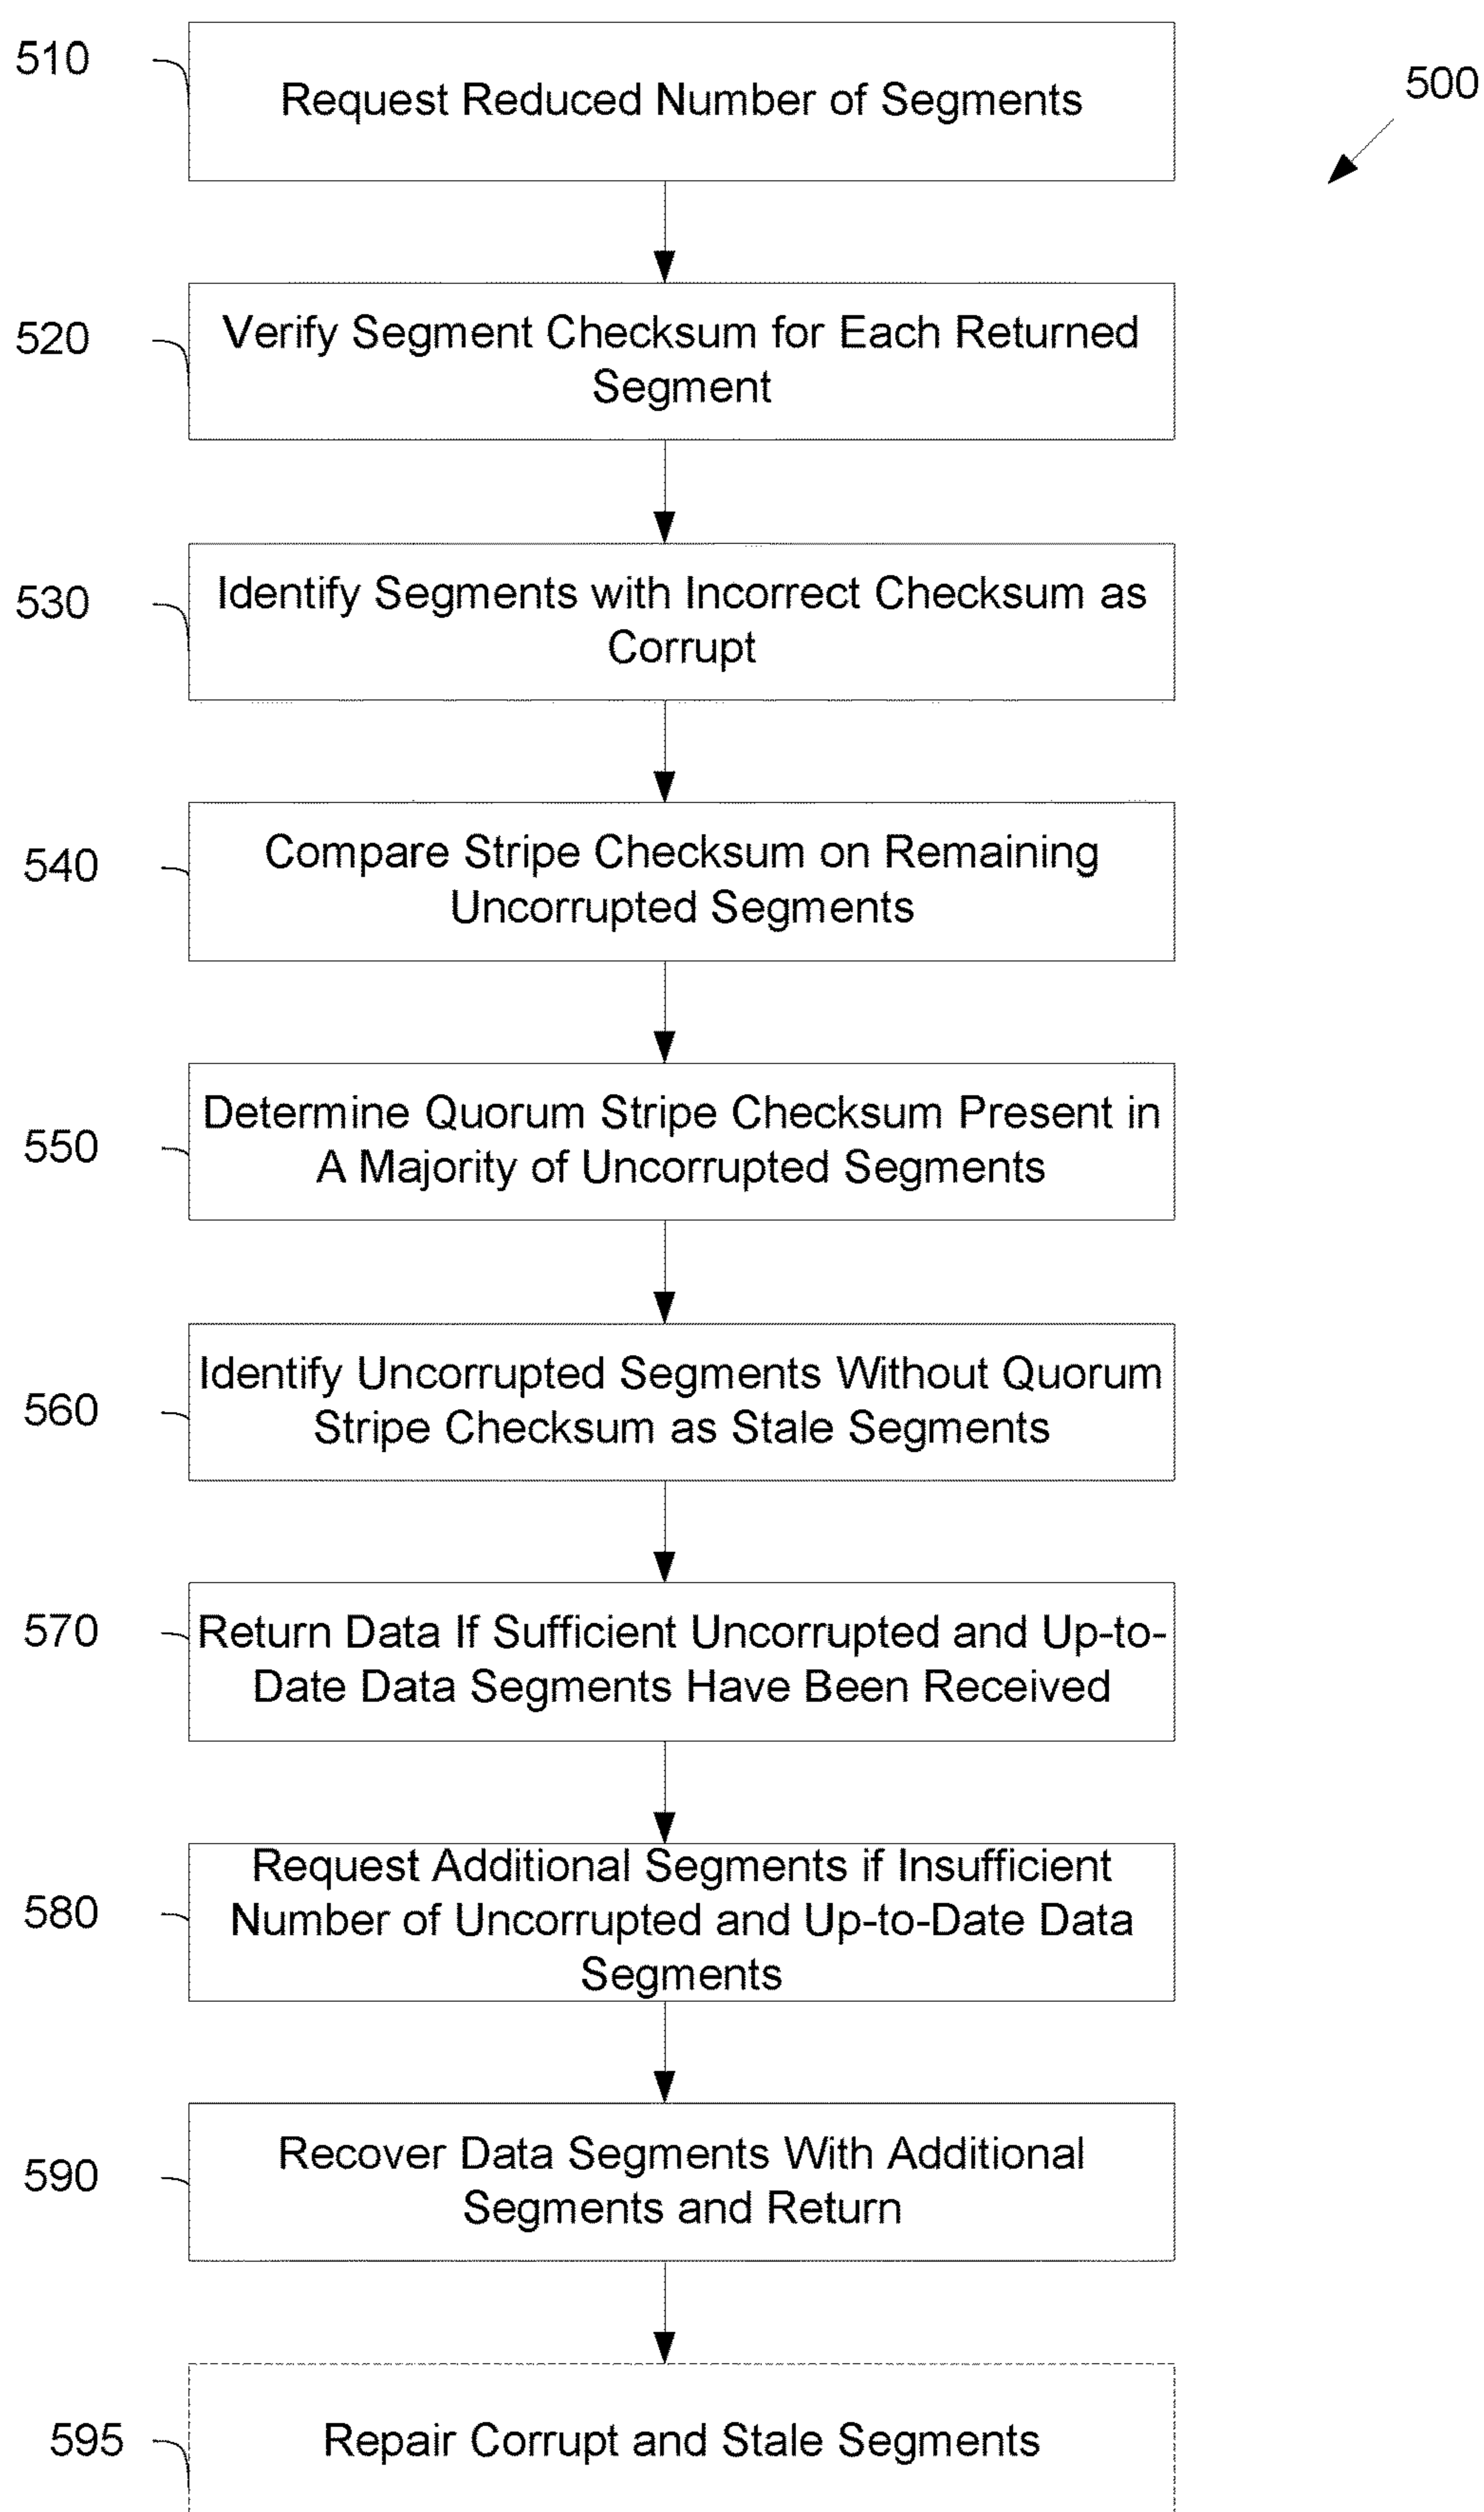 510
Request Reduced Number of Segments
500
520
Verify Segment Checksum for Each Returned
Segment
530
Identify Segments with Incorrect Checksum as
Corrupt
540
Compare Stripe Checksum on Remaining
Uncorrupted Segments
550
Determine Quorum Stripe Checksum Present in
A Majority of Uncorrupted Segments
560
Identify Uncorrupted Segments Without Quorum
Stripe Checksum as Stale Segments
570
Return Data If Sufficient Uncorrupted and Up-to-
Date Data Segments Have Been Received
580
Request Additional Segments if Insufficient
Number of Uncorrupted and Up-to-Date Data
Segments
590
Recover Data Segments With Additional
Segments and Return
595
Repair Corrupt and Stale Segments